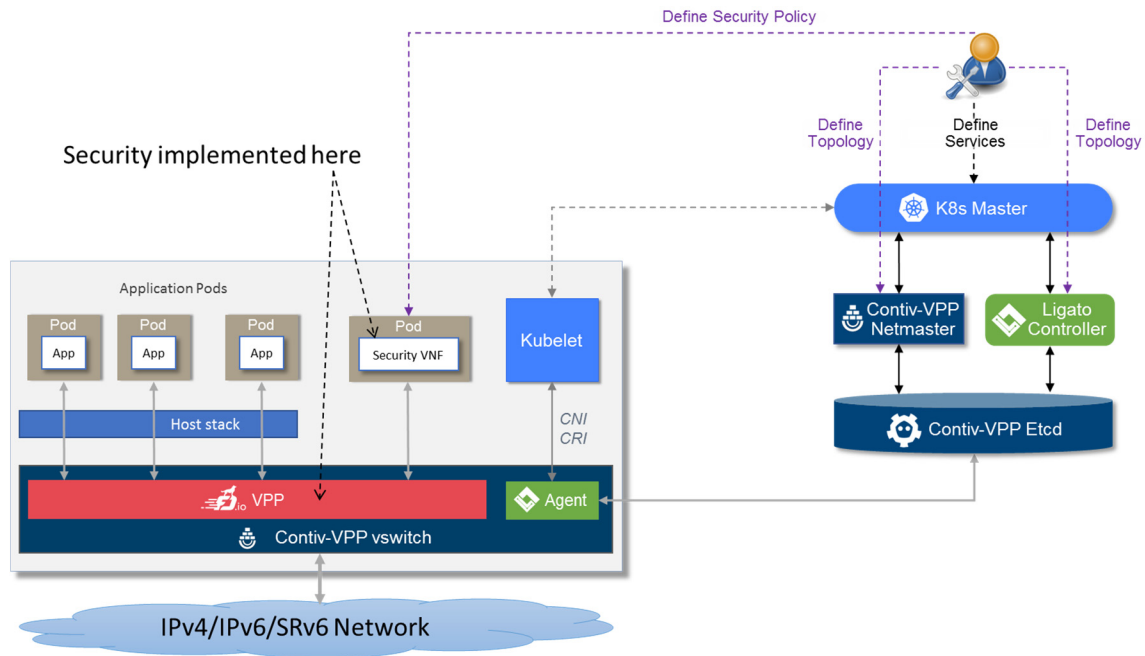 Define Security Policy
Define
Topology
Define
Services
Define
Topology
Security implemented here
K8s Master
Application Pods
Pod
App
Pod
App
Pod
App
Pod
Security VNF
Kubelet
Contiv-VPP
Netmaster
Ligato
Controller
Host stack
CNI
CRI
Contiv-VPP Etcd
.io VPP
Agent
Contiv-VPP vswitch
IPv4/IPv6/SRv6 Network